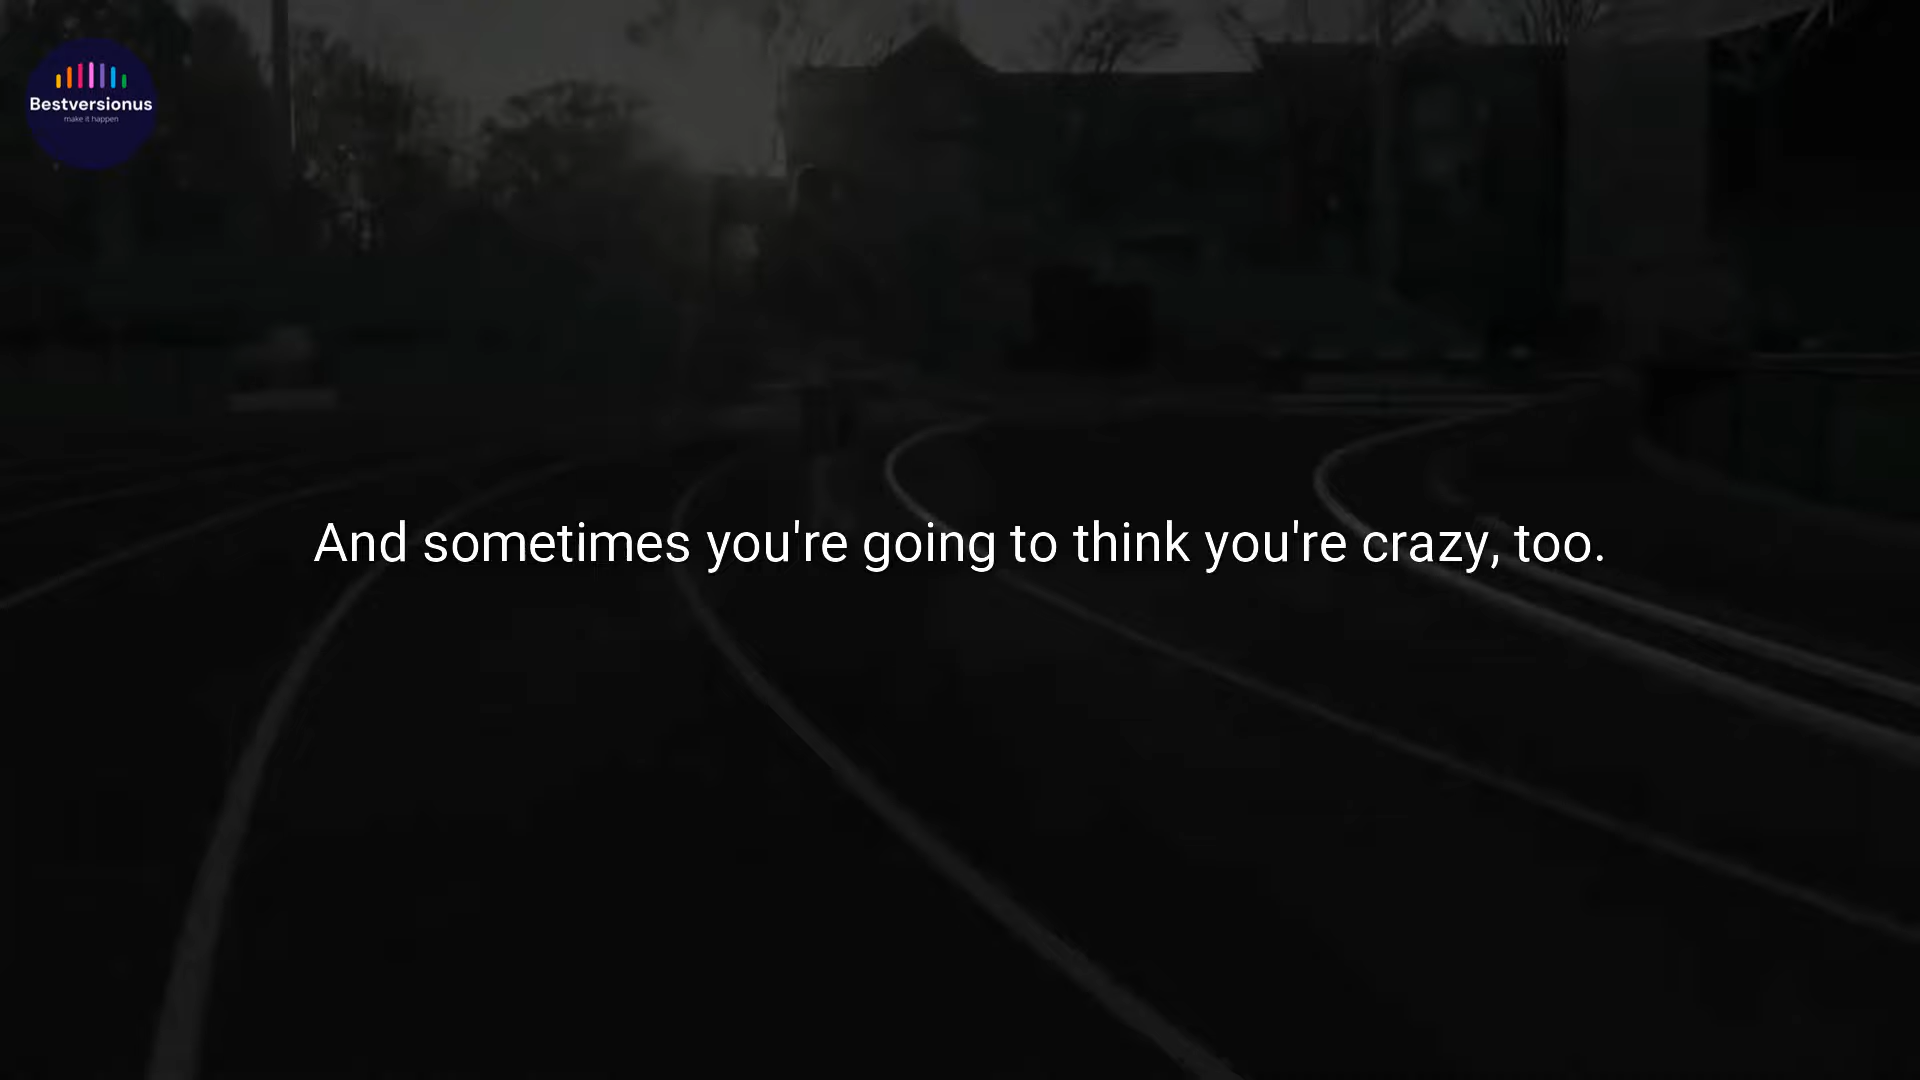 Bestversionus
make it happen
And sometimes you're going to think you're crazy, too.